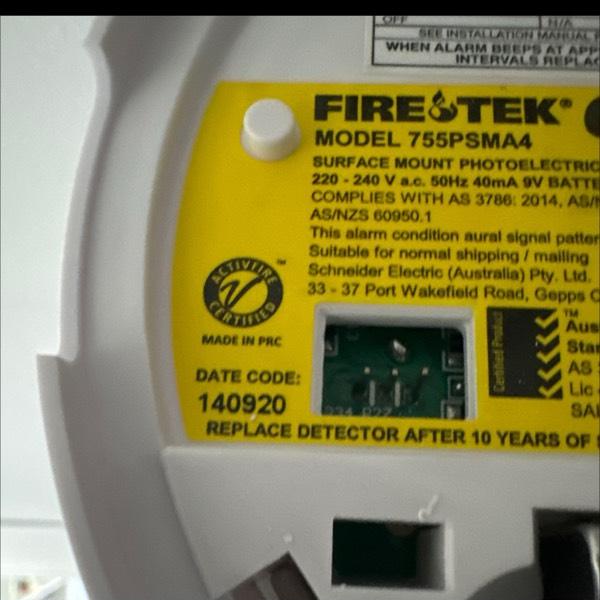 OFF N/A
SEE INSTALLATION MANUAL
WHEN ALARM BEEPS AT
INTERVALS
FIRETEK®
MODEL 755PSMA4
SURFACE MOUNT PHOTOELECTRIC
220 - 240 V a.c. 50Hz 40mA 9V BATTE
COMPLIES WITH AS 3786: 2014, AS/N
AS/NZS 60950.1
This alarm condition aural signal patter
Suitable for normal shipping / mailing
Schneider Electric (Australia) Pty. Ltd.
33 - 37 Port Wakefield Road, Gepps
ACTIVFIRE ™
CERTIFIED
MADE IN PRC
DATE CODE:
140920
Certified Product
™
Aus
Star
AS
Lic
SAI
REPLACE DETECTOR AFTER 10 YEARS OF